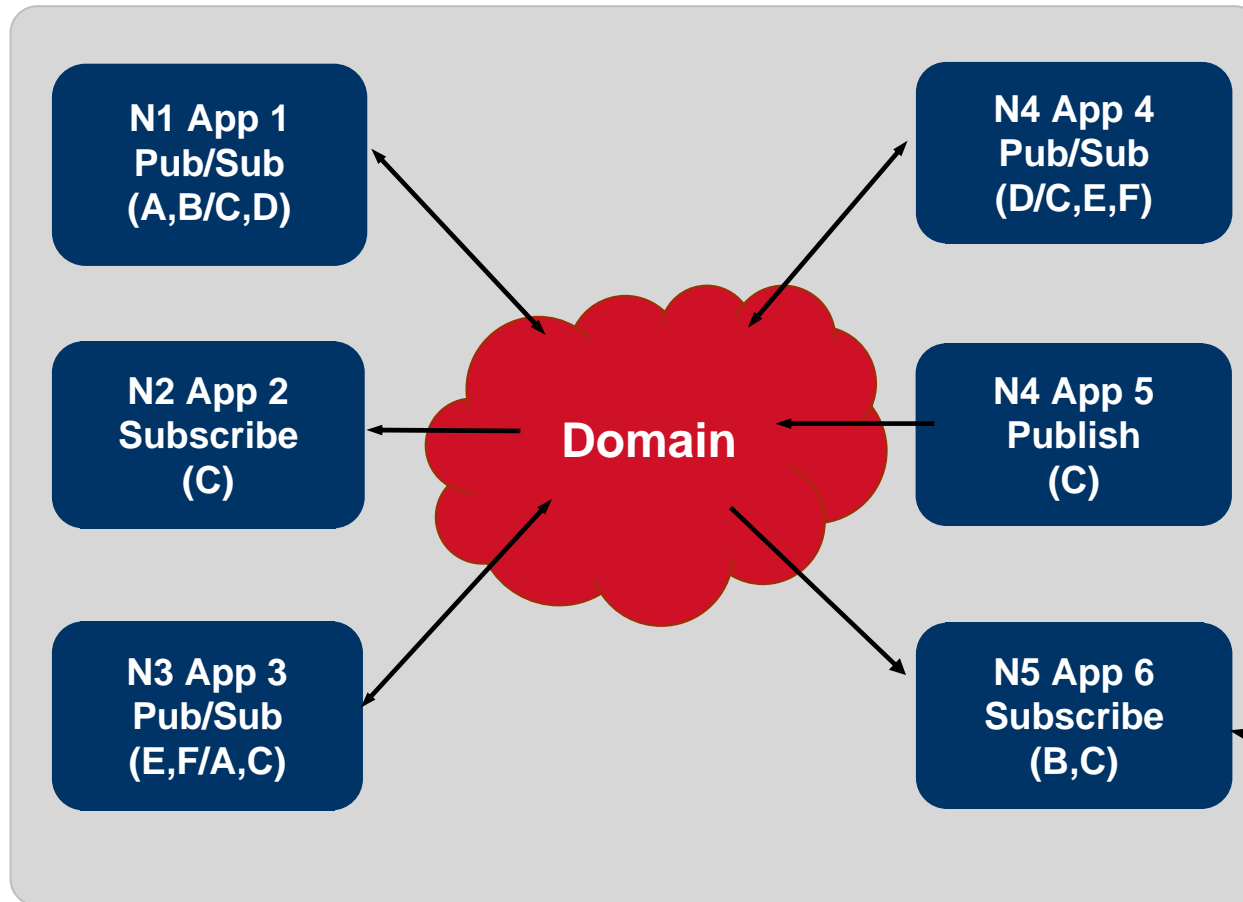 N1 App 1
Pub/Sub
(A,B/C,D)
N4 App 4
Pub/Sub
(D/C,E,F)
N2 App 2
Subscribe
(C)
Domain
N4 App 5
Publish
(C)
N3 App 3
Pub/Sub
(E,F/A,C)
N5 App 6
Subscribe
(B,C)